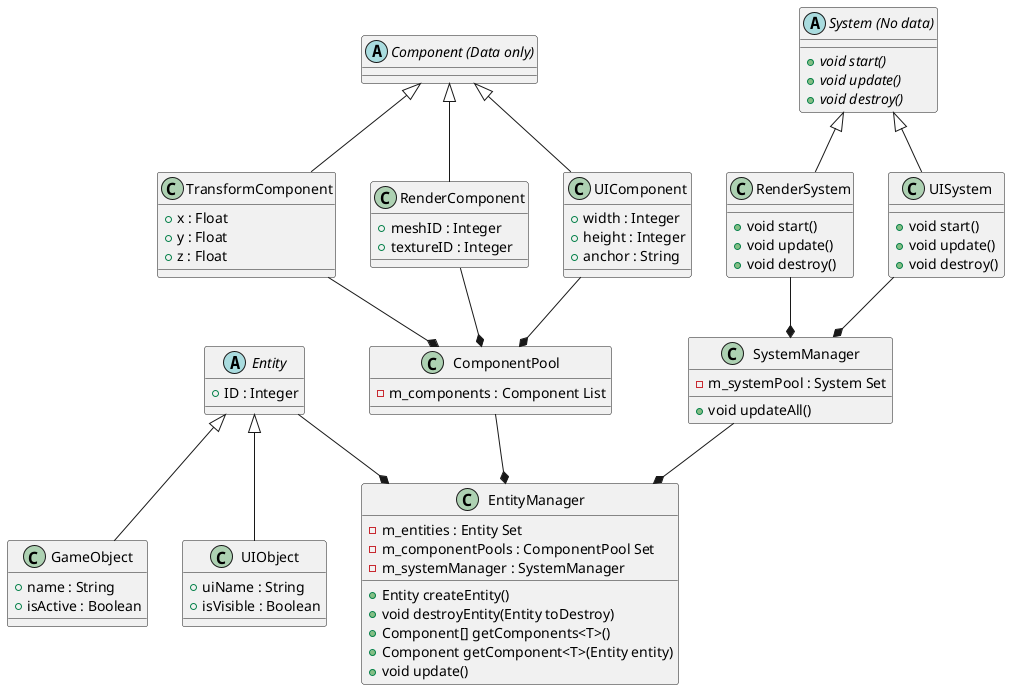 A Component (Data only)
A System (No data)
void start()
void update()
void destroy()
C TransformComponent
x : Float
y : Float
z : Float
C RenderComponent
meshID : Integer
textureID : Integer
C UIComponent
width : Integer
height : Integer
anchor : String
C RenderSystem
void start()
void update()
void destroy()
C UISystem
void start()
void update()
void destroy()
A Entity
ID : Integer
C ComponentPool
m_components : Component List
C SystemManager
m_systemPool : System Set
void updateAll()
C GameObject
name : String
isActive : Boolean
C UIObject
uiName : String
isVisible : Boolean
C EntityManager
m_entities : Entity Set
m_componentPools : ComponentPool Set
m_systemManager : SystemManager
Entity createEntity()
void destroyEntity(Entity toDestroy)
Component[] getComponents<T>()
Component getComponent<T>(Entity entity)
void update()